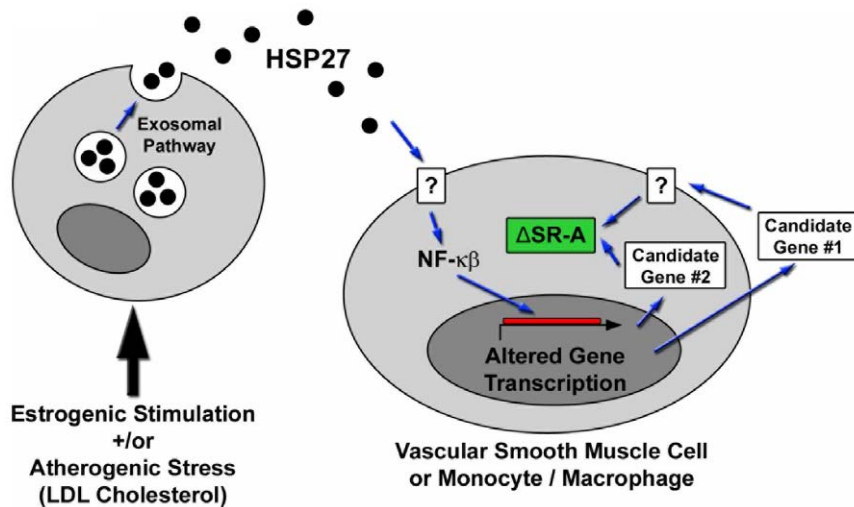 HSP27
Exosomal
Pathway
?
?
ΔSR-A
NF-κβ
Candidate
Gene #2
Candidate
Gene #1
Altered Gene
Transcription
Estrogenic Stimulation
+/or
Atherogenic Stress
(LDL Cholesterol)
Vascular Smooth Muscle Cell
or Monocyte / Macrophage